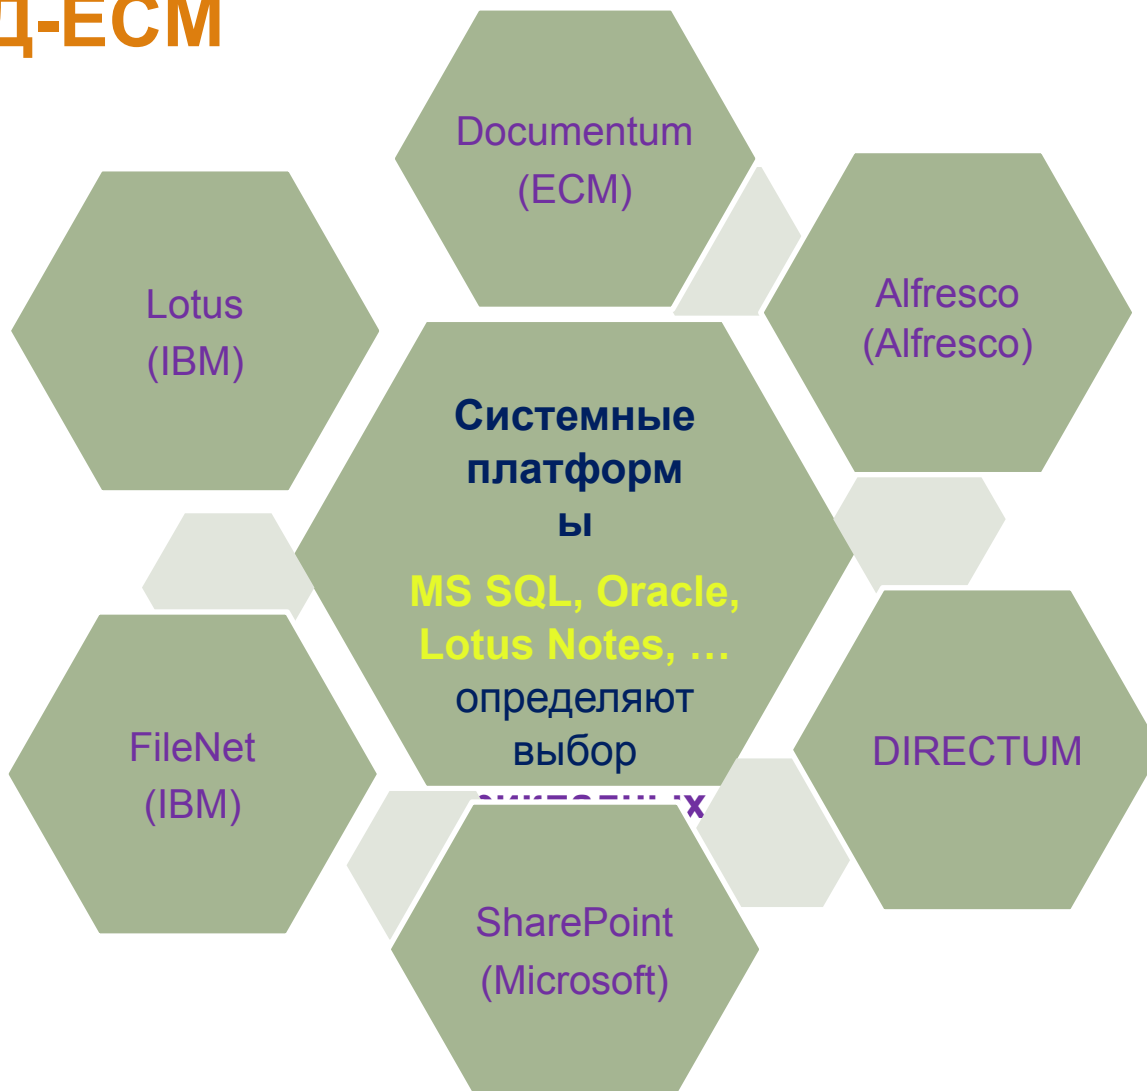 Д-ECM
Documentum
(ECM)
Lotus
(IBM)
Alfresco
(Alfresco)
Системные
платформ
ы
MS SQL, Oracle,
Lotus Notes, …
определяют
выбор
FileNet
(IBM)
DIRECTUM
SharePoint
(Microsoft)